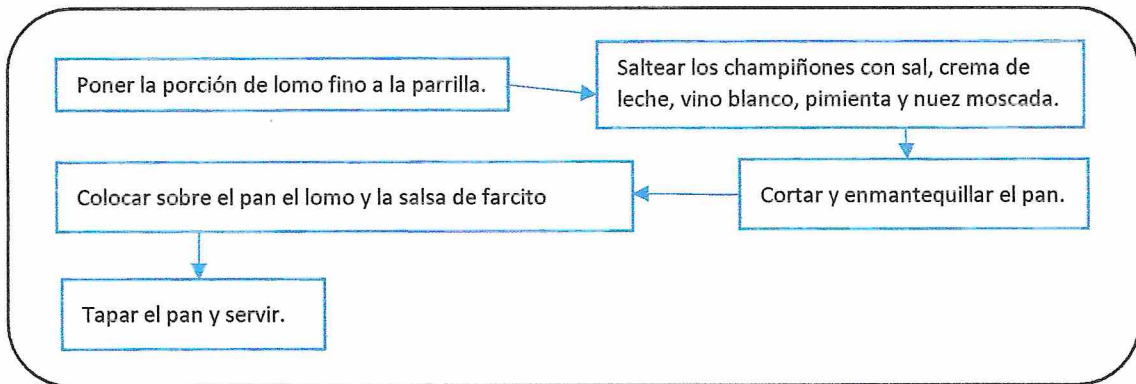 Poner la porción de lomo fino a la parrilla.
Saltear los champiñones con sal, crema de
leche, vino blanco, pimienta y nuez moscada.
Cortar y enmantequillar el pan.
Colocar sobre el pan el lomo y la salsa de farcito
Tapar el pan y servir.